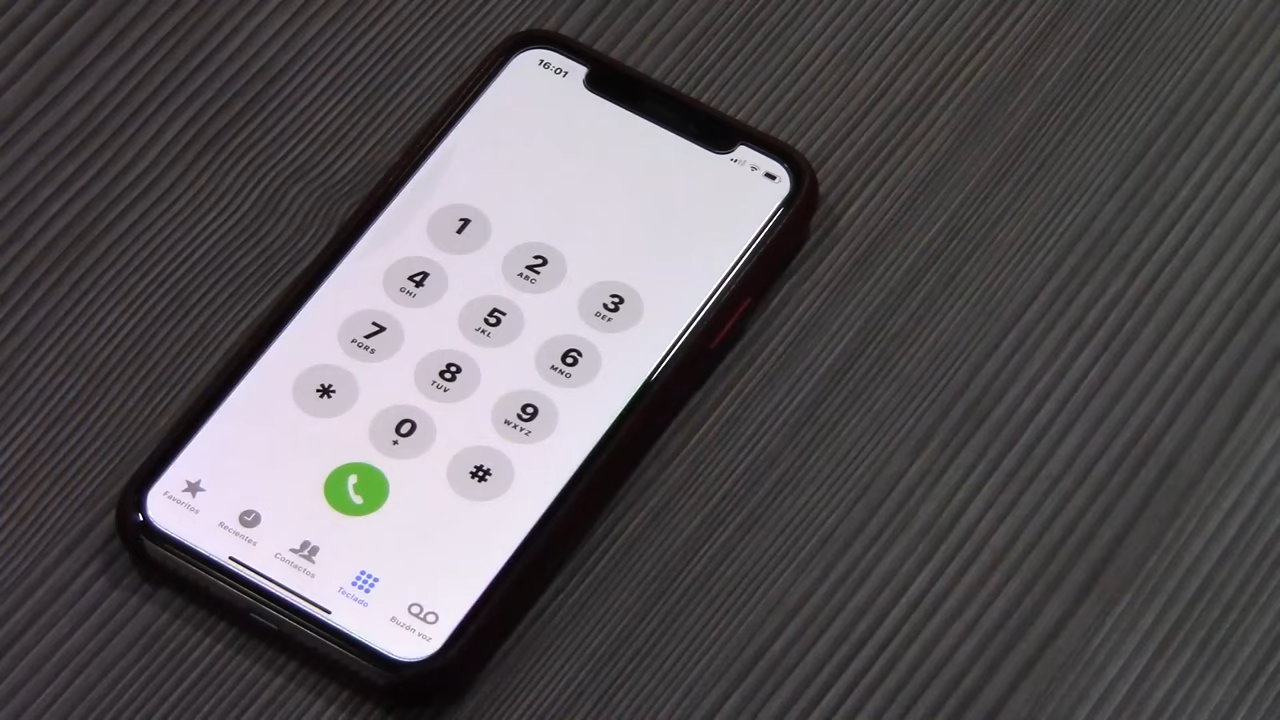 16:01
1
2
ABC
3
DEF
4
GHI
5
JKL
6
MNO
7
PQRS
8
TUV
9
WXYZ
*
0
+
#
Favoritos
Recientes
Contactos
Teclado
Buzón voz